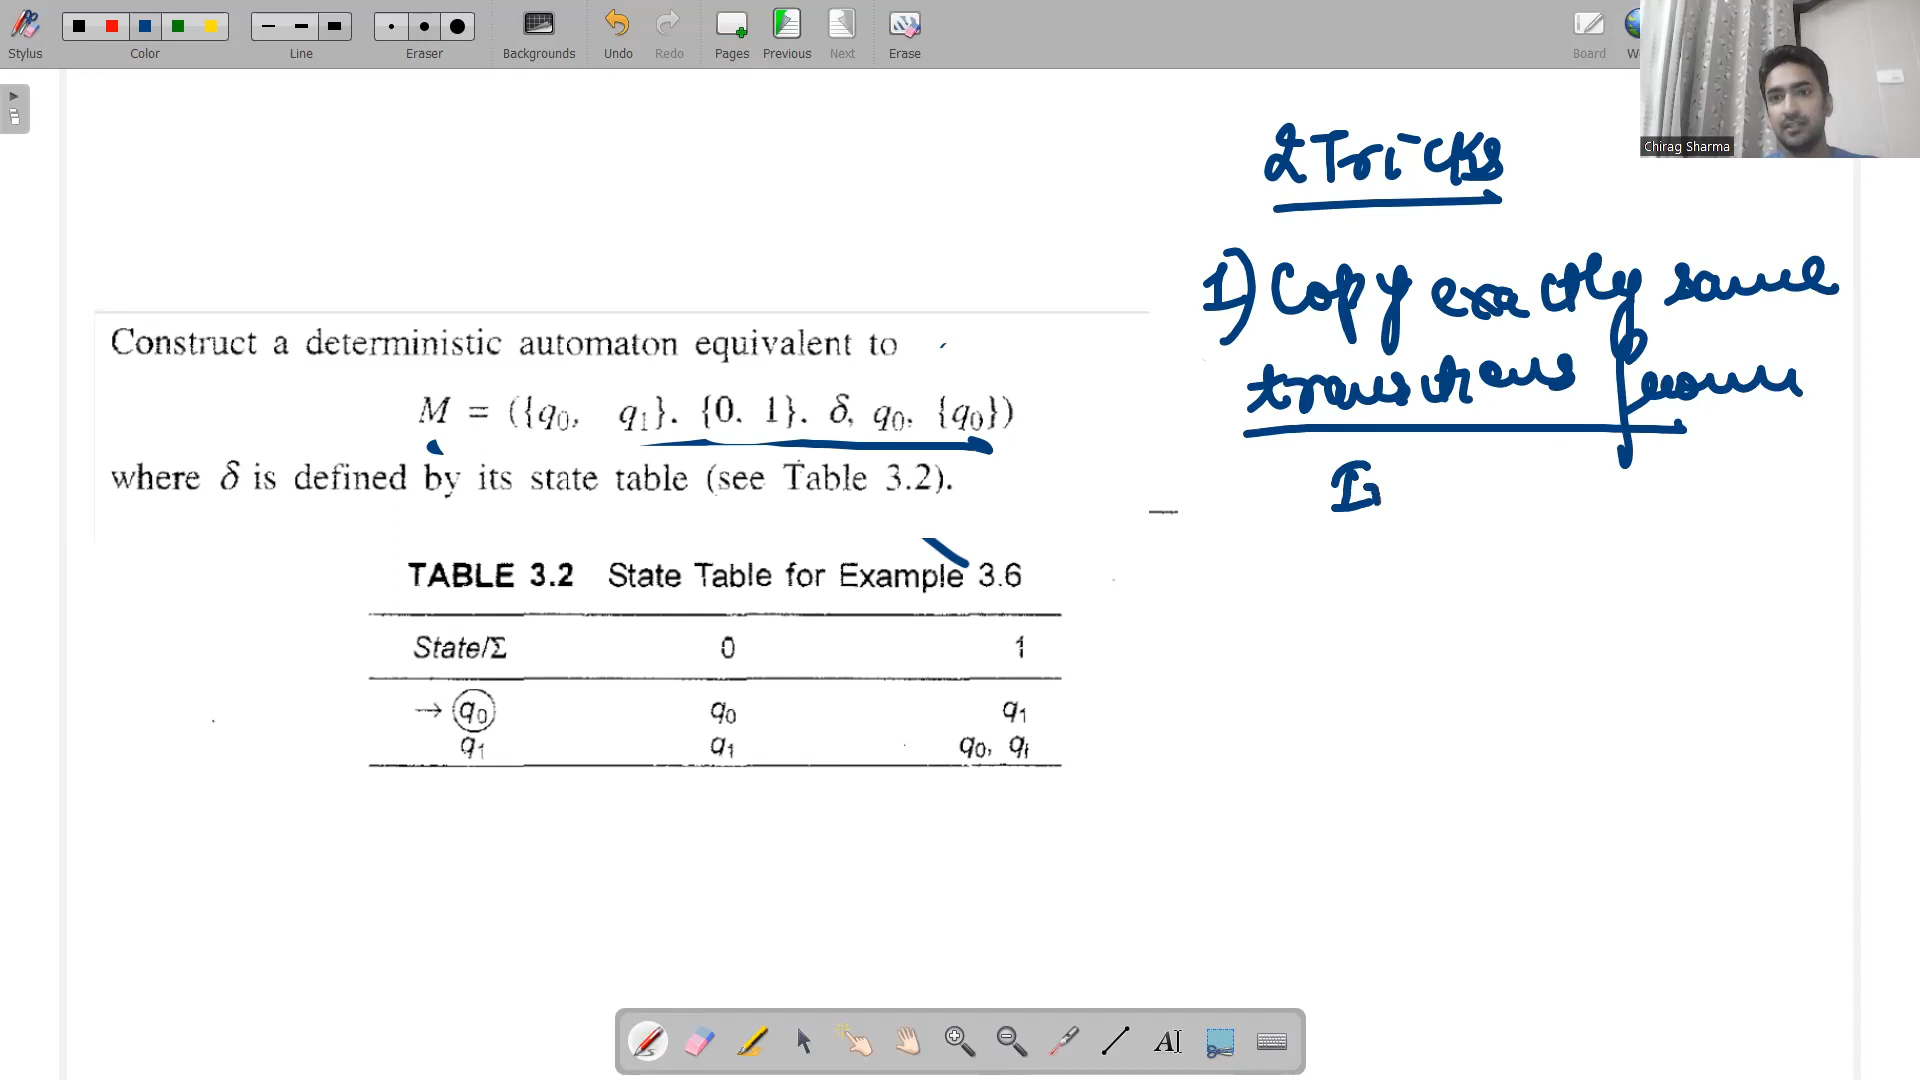 Stylus
Color
Line
Eraser
Backgrounds
Undo
Redo
Pages
Previous
Next
Erase
Board
Chirag Sharma
2 Tricks
1) Copy exactly same
transitions from
Construct a deterministic automaton equivalent to
M = ({q0, q1}. {0. 1}. δ, q0. {q0})
where δ is defined by its state table (see Table 3.2).
TABLE 3.2 State Table for Example 3.6
State/Σ 0 1
→ q0 q0 q1
q1 q1 q0, q1